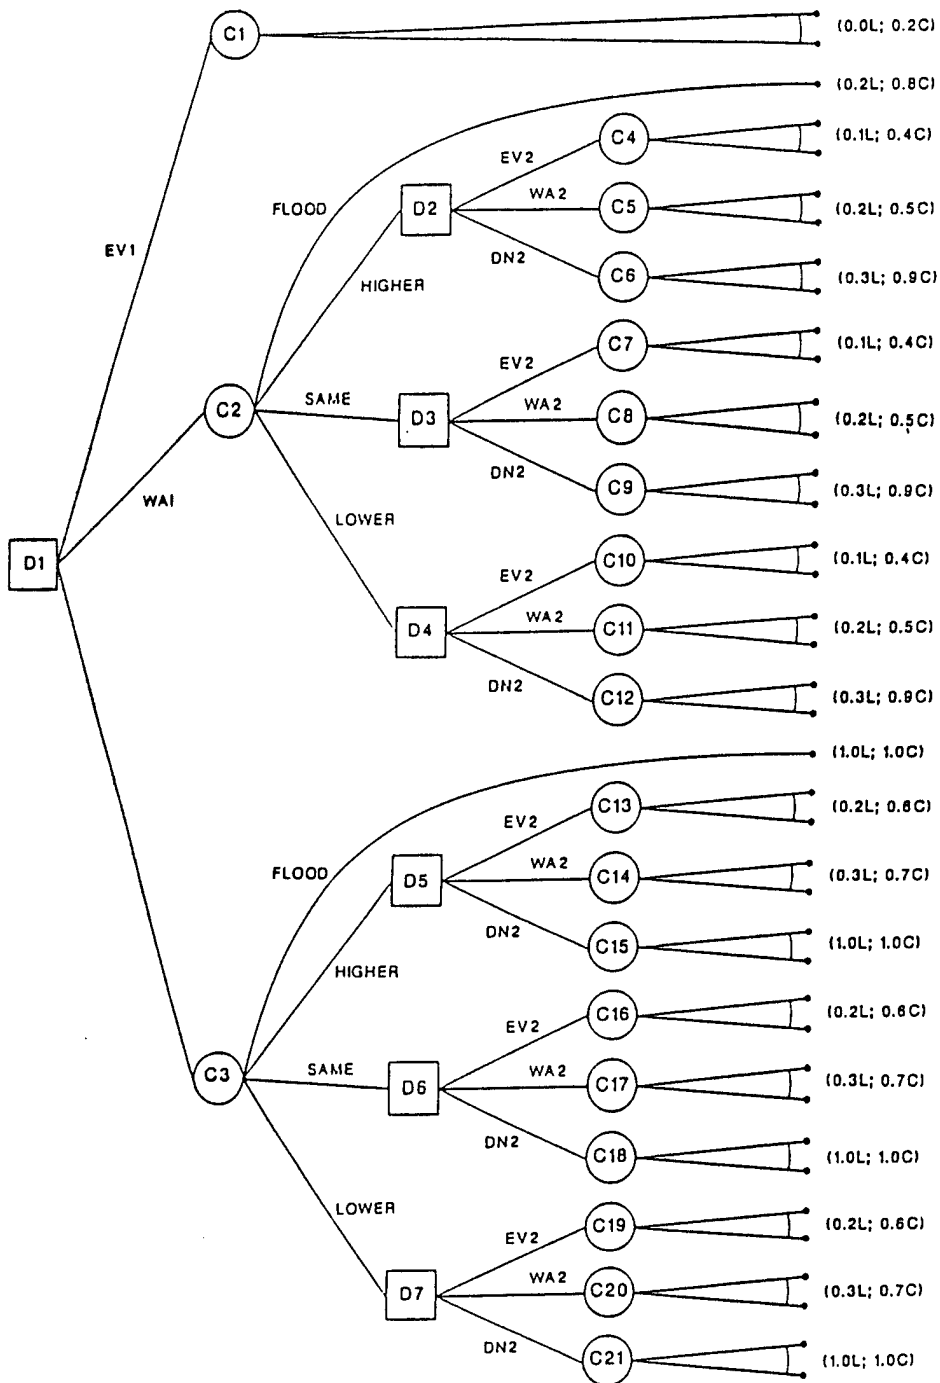 C1
(0.0L; 0.2C)
(0.2L; 0.8C)
C4
(0.1L; 0.4C)
EV2
D2
WA2
C5
(0.2L; 0.5C)
FLOOD
EV1
DN2
C6
(0.3L; 0.9C)
HIGHER
C7
(0.1L; 0.4C)
EV2
C2
SAME
D3
WA2
C8
(0.2L; 0.5C)
DN2
C9
(0.3L; 0.9C)
WA1
LOWER
D1
C10
(0.1L; 0.4C)
EV2
D4
WA2
C11
(0.2L; 0.5C)
DN2
C12
(0.3L; 0.9C)
(1.0L; 1.0C)
C13
(0.2L; 0.6C)
EV2
FLOOD
D5
WA2
C14
(0.3L; 0.7C)
DN2
C15
(1.0L; 1.0C)
HIGHER
C16
(0.2L; 0.6C)
EV2
C3
SAME
D6
WA2
C17
(0.3L; 0.7C)
DN2
C18
(1.0L; 1.0C)
LOWER
C19
(0.2L; 0.6C)
EV2
D7
WA2
C20
(0.3L; 0.7C)
DN2
C21
(1.0L; 1.0C)